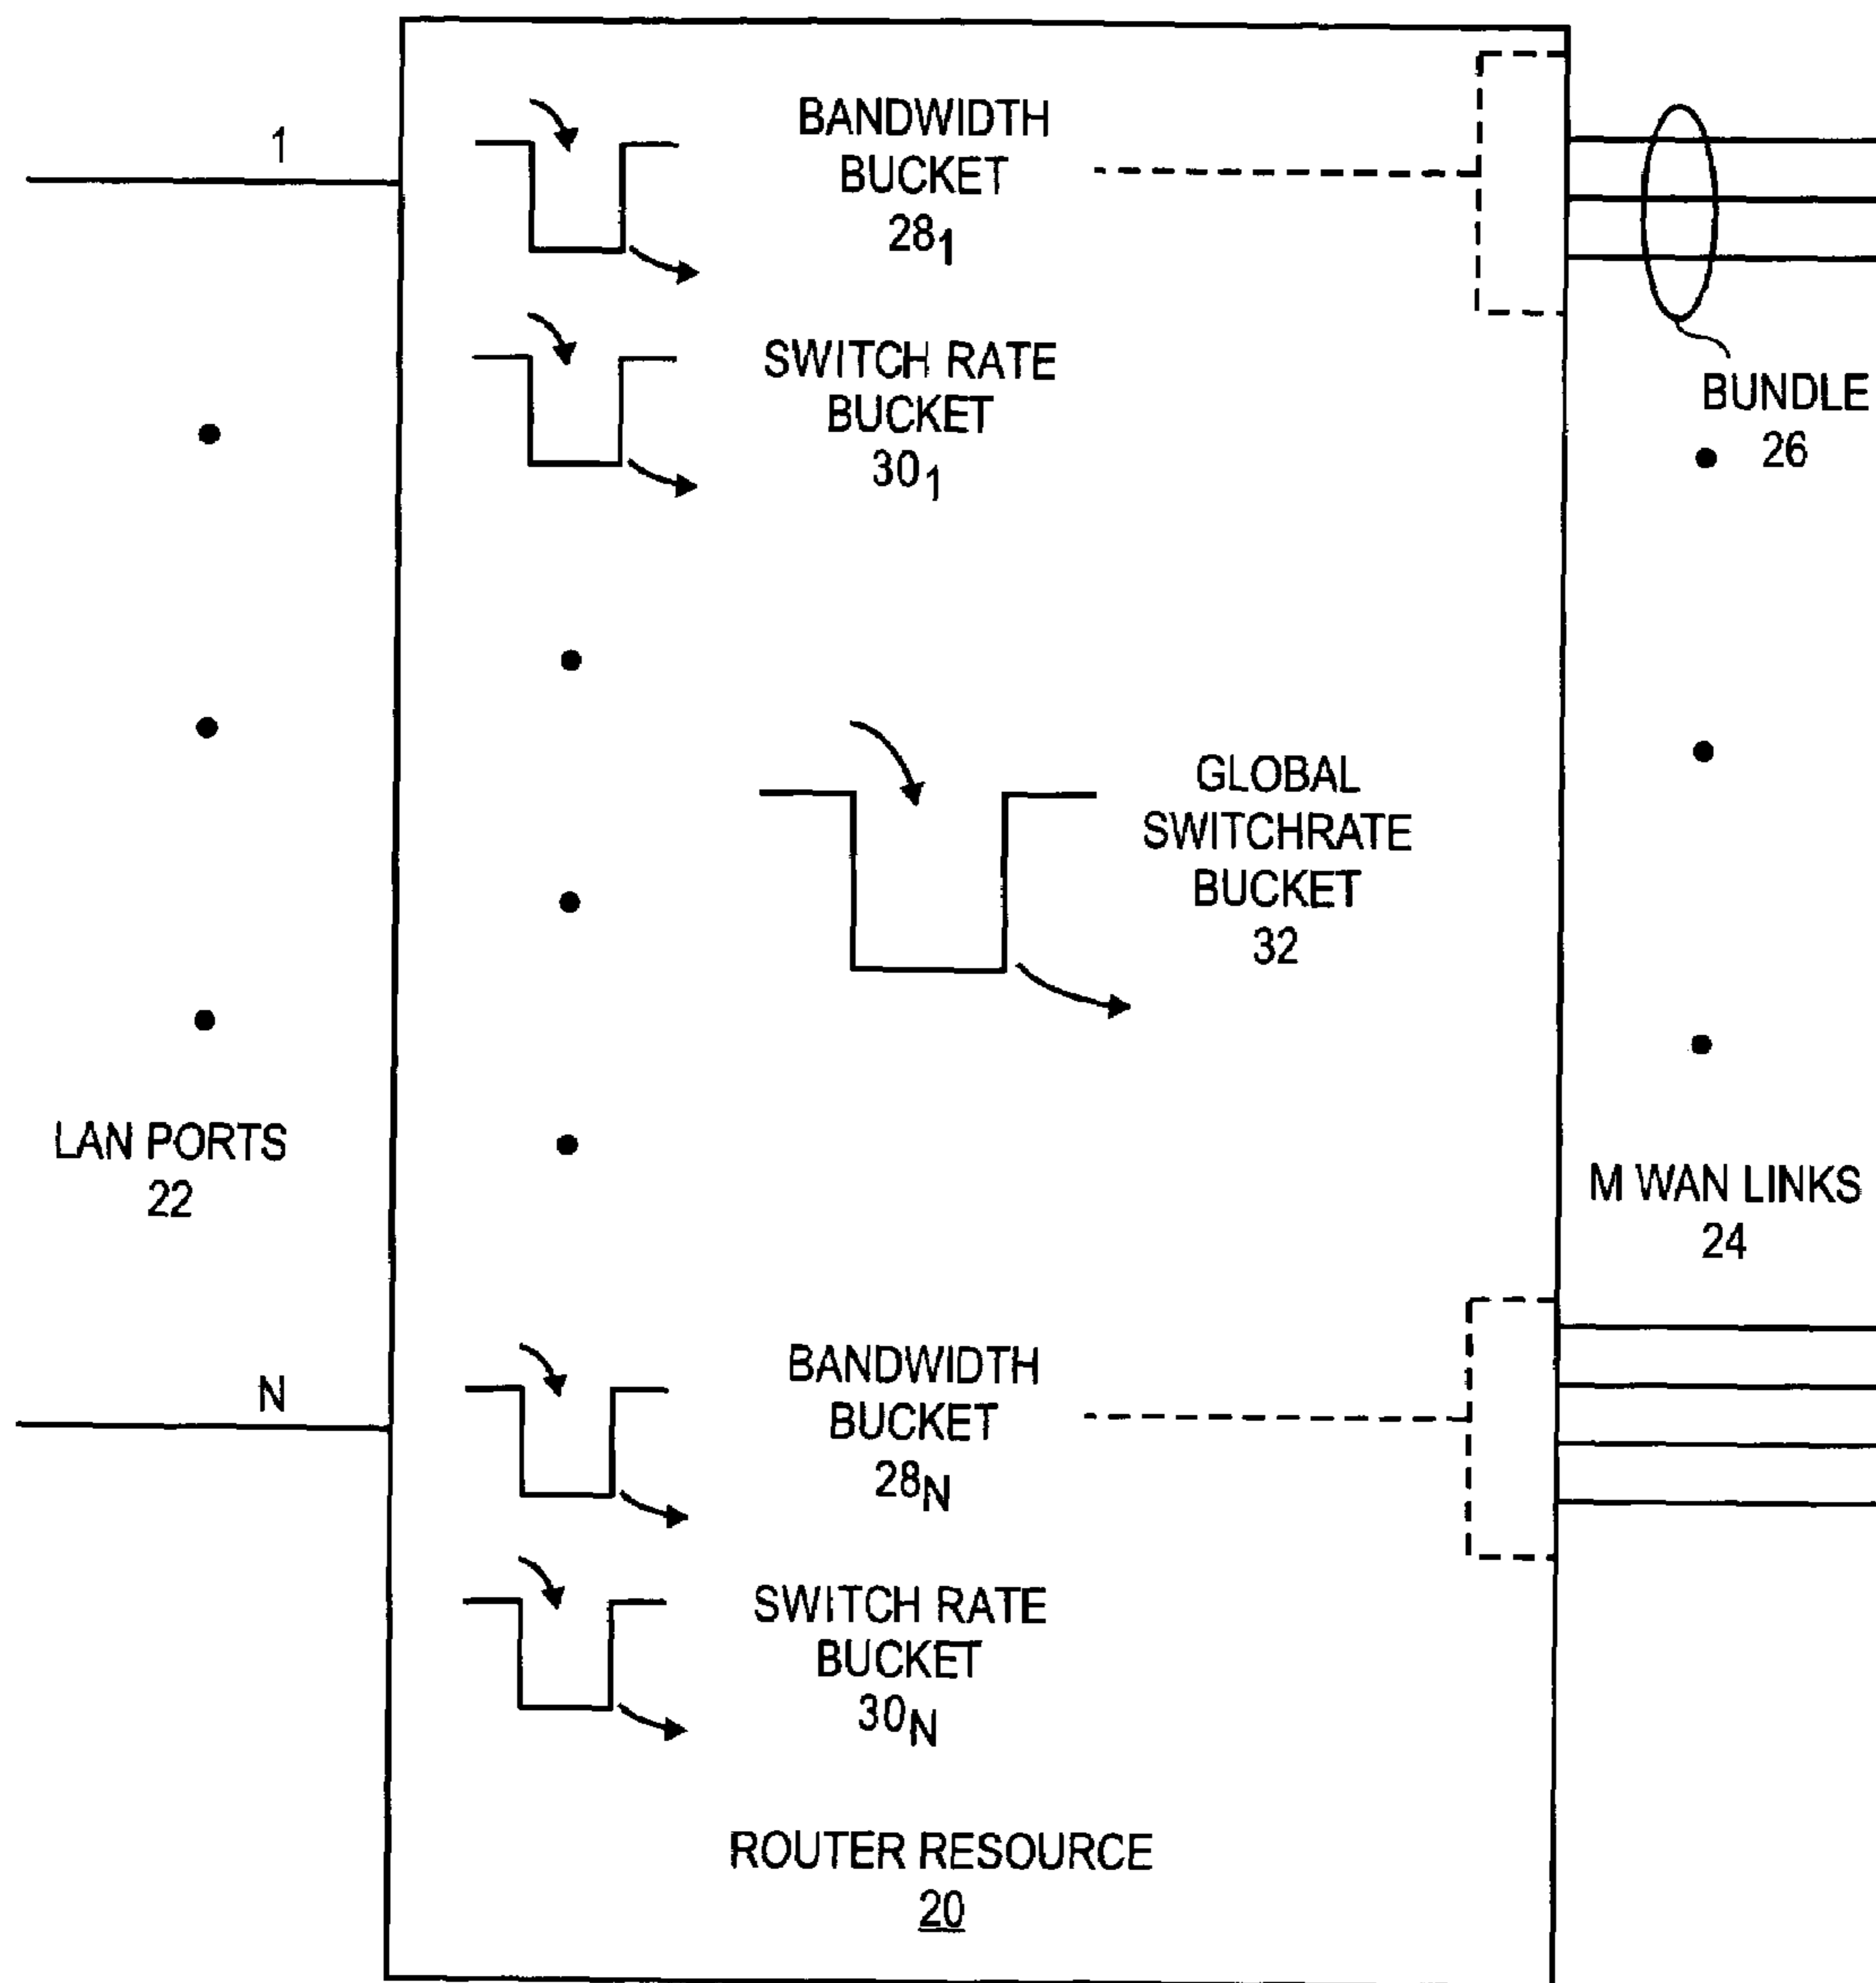 1
BANDWIDTH
BUCKET
28₁
SWITCH RATE
BUCKET
30₁
BUNDLE
26
GLOBAL
SWITCHRATE
BUCKET
32
LAN PORTS
22
M WAN LINKS
24
N
BANDWIDTH
BUCKET
28N
SWITCH RATE
BUCKET
30N
ROUTER RESOURCE
20